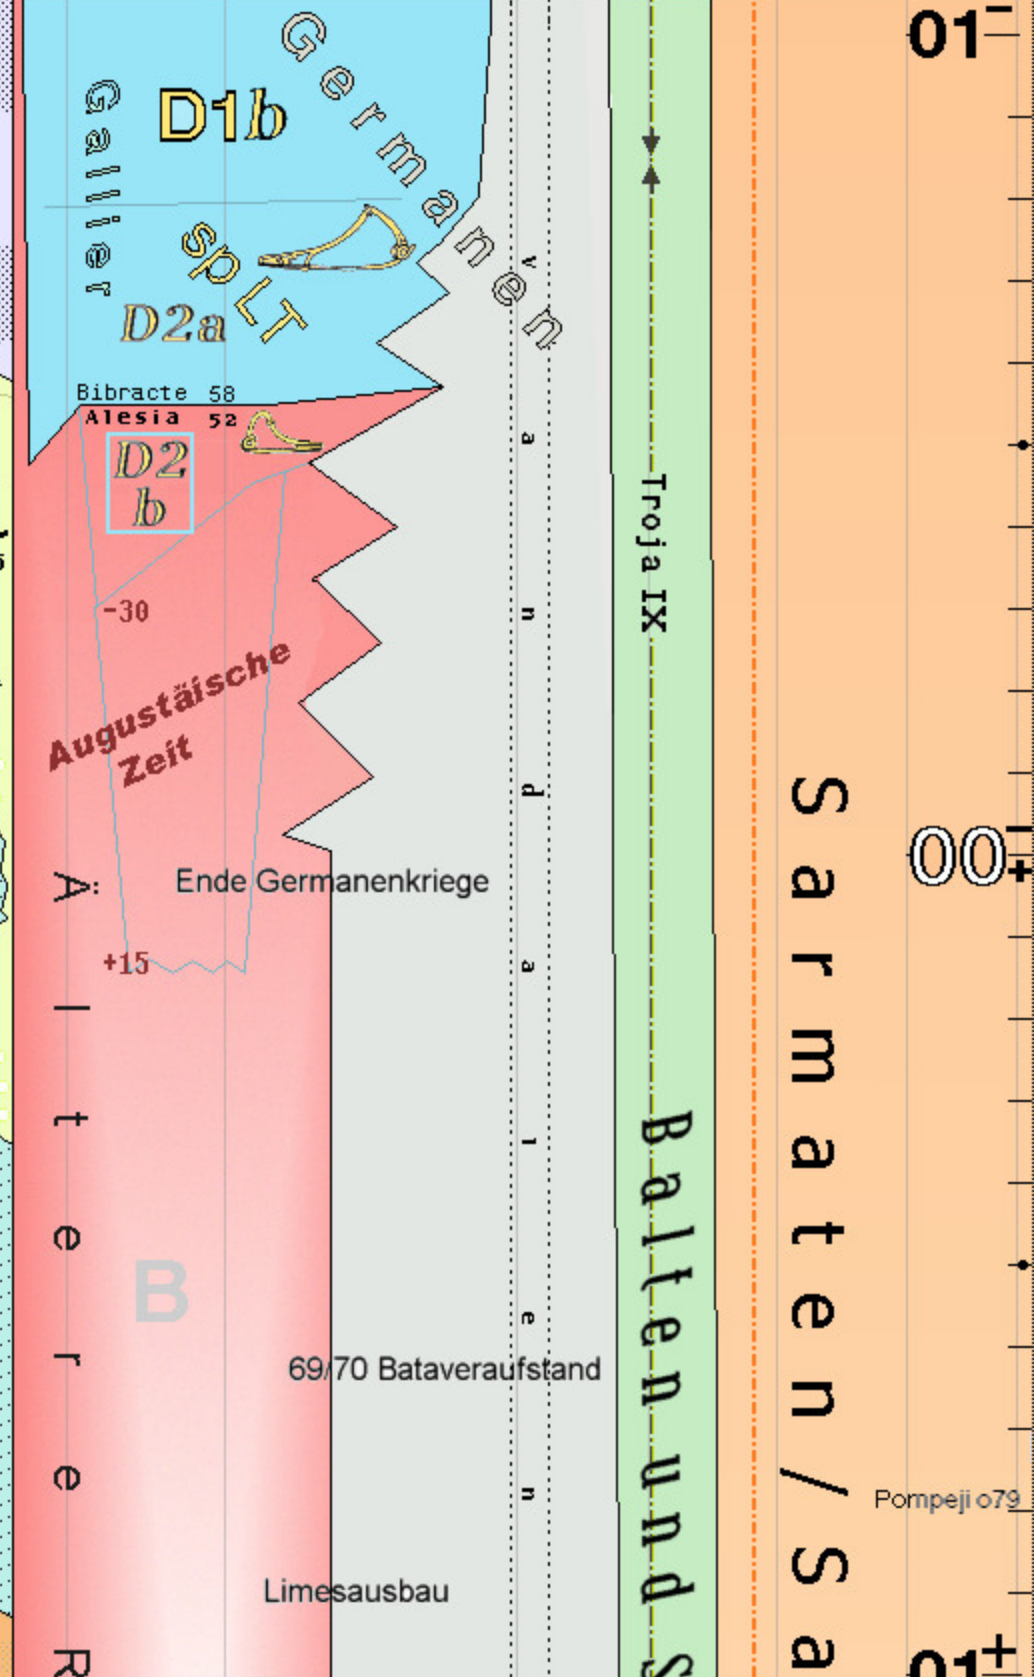 01-
Germanen
Gallier
D1b
spLT
D2a
Bibracte 58
Alesia 52
D2
b
Troja IX
-30
Augustäische
Zeit
vandalen
Sarmaten/Sa
00
+
Ende Germanenkriege
+15
Ältere R
Balten und S
B
69/70 Bataveraufstand
Pompeji o79
Limesausbau
01+